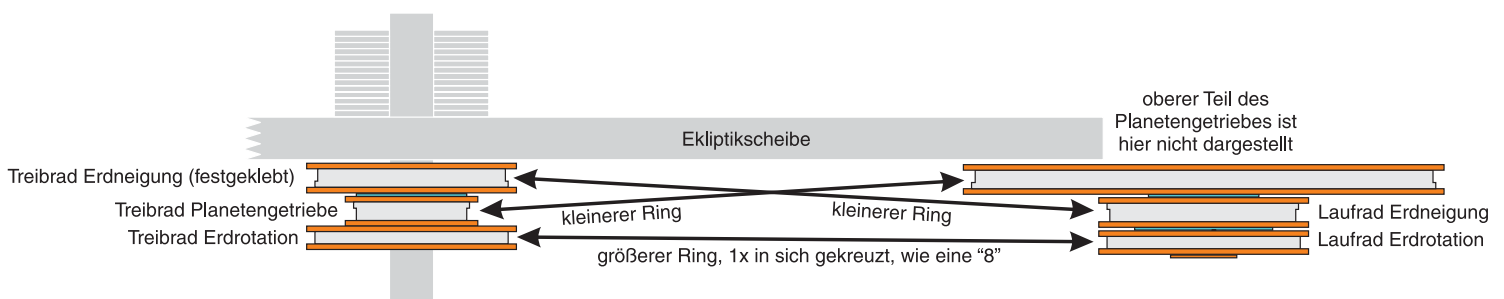 oberer Teil des
Planetengetriebes ist
hier nicht dargestellt
Ekliptikscheibe
Treibrad Erdneigung (festgeklebt)
Treibrad Planetengetriebe
Treibrad Erdrotation
kleinerer Ring
kleinerer Ring
Laufrad Erdneigung
Laufrad Erdrotation
größerer Ring, 1x in sich gekreuzt, wie eine “8”